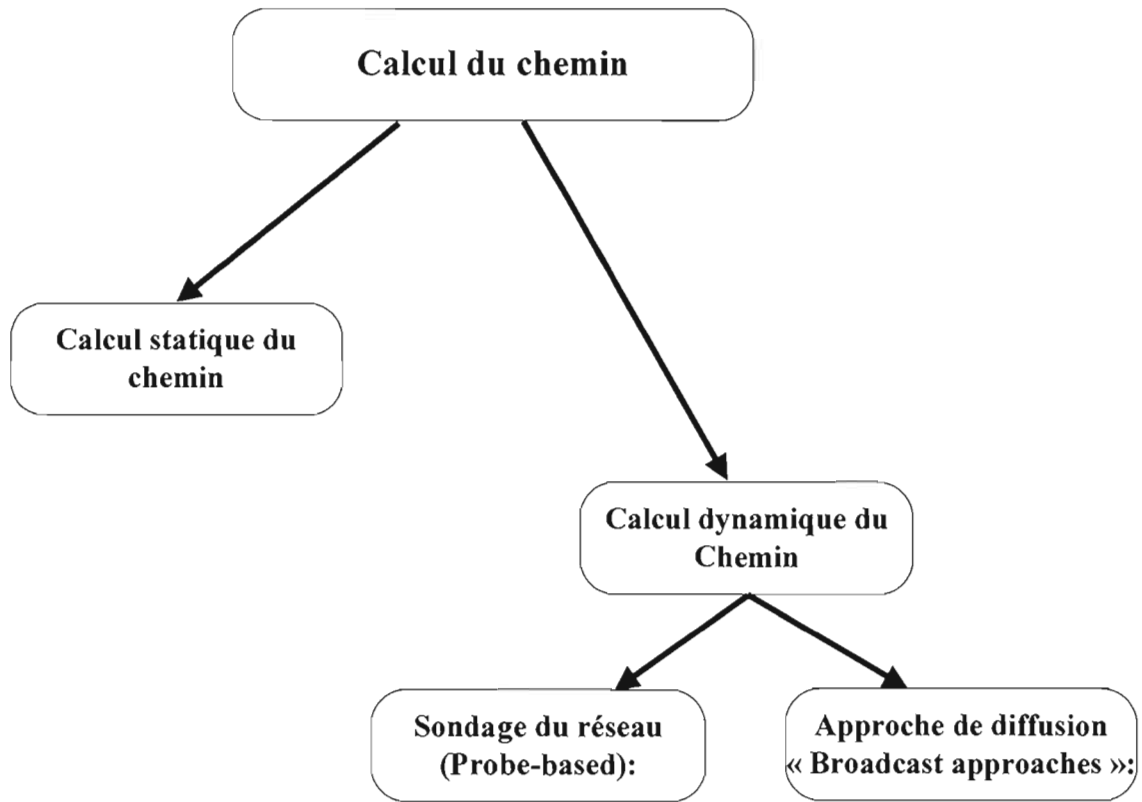 Calcul du chemin
Calcul statique du
chemin
Calcul dynamique du
Chemin
Sondage du réseau
(Probe-based):
Approche de diffusion
« Broadcast approaches »: